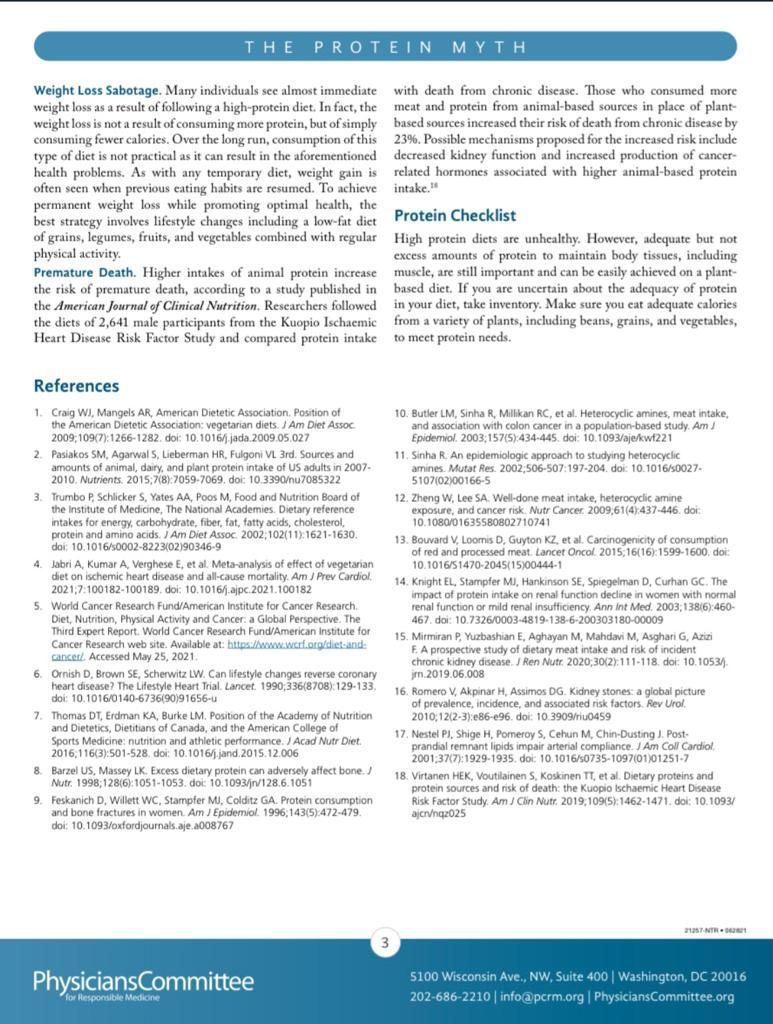 THE PROTEIN MYTH
Weight Loss Sabotage. Many individuals see almost immediate
weight loss as a result of following a high-protein diet. In fact, the
weight loss is not a result of consuming more protein, but of simply
consuming fewer calories. Over the long run, consumption of this
type of diet is not practical as it can result in the aforementioned
health problems. As with any temporary diet, weight gain is
often seen when previous eating habits are resumed. To achieve
permanent weight loss while promoting optimal health, the
best strategy involves lifestyle changes including a low-fat diet
of grains, legumes, fruits, and vegetables combined with regular
physical activity.
Premature Death. Higher intakes of animal protein increase
the risk of premature death, according to a study published in
the American Journal of Clinical Nutrition. Researchers followed
the diets of 2,641 male participants from the Kuopio Ischaemic
Heart Disease Risk Factor Study and compared protein intake
with death from chronic disease. Those who consumed more
meat and protein from animal-based sources in place of plant-
based sources increased their risk of death from chronic disease by
23%. Possible mechanisms proposed for the increased risk include
decreased kidney function and increased production of cancer-
related hormones associated with higher animal-based protein
intake.18
Protein Checklist
High protein diets are unhealthy. However, adequate but not
excess amounts of protein to maintain body tissues, including
muscle, are still important and can be easily achieved on a plant-
based diet. If you are uncertain about the adequacy of protein
in your diet, take inventory. Make sure you eat adequate calories
from a variety of plants, including beans, grains, and vegetables,
to meet protein needs.
References
1. Craig WJ, Mangels AR, American Dietetic Association. Position of
the American Dietetic Association: vegetarian diets. J Am Diet Assoc.
2009;109(7):1266-1282. doi: 10.1016/j.jada.2009.05.027
2. Pasiakos SM, Agarwal S, Lieberman HR, Fulgoni VL 3rd. Sources and
amounts of animal, dairy, and plant protein intake of US adults in 2007-
2010. Nutrients. 2015;7(8):7059-7069. doi: 10.3390/nu7085322
3. Trumbo P, Schlicker S, Yates AA, Poos M, Food and Nutrition Board of
the Institute of Medicine, The National Academies. Dietary reference
intakes for energy, carbohydrate, fiber, fat, fatty acids, cholesterol,
protein and amino acids. J Am Diet Assoc. 2002;102(11):1621-1630.
doi: 10.1016/s0002-8223(02)90346-9
4. Jabri A, Kumar A, Verghese E, et al. Meta-analysis of effect of vegetarian
diet on ischemic heart disease and all-cause mortality. Am J Prev Cardiol.
2021;7:100182-100189. doi: 10.1016/j.ajpc.2021.100182
5. World Cancer Research Fund/American Institute for Cancer Research.
Diet, Nutrition, Physical Activity and Cancer: a Global Perspective. The
Third Expert Report. World Cancer Research Fund/American Institute for
Cancer Research web site. Available at: https://www.wcrf.org/diet-and-
cancer/. Accessed May 25, 2021.
6. Ornish D, Brown SE, Scherwitz LW. Can lifestyle changes reverse coronary
heart disease? The Lifestyle Heart Trial. Lancet. 1990;336(8708):129-133.
doi: 10.1016/0140-6736(90)91656-u
7. Thomas DT, Erdman KA, Burke LM. Position of the Academy of Nutrition
and Dietetics, Dietitians of Canada, and the American College of
Sports Medicine: nutrition and athletic performance. J Acad Nutr Diet.
2016;116(3):501-528. doi: 10.1016/j.jand.2015.12.006
8. Barzel US, Massey LK. Excess dietary protein can adversely affect bone. J
Nutr. 1998;128(6):1051-1053. doi: 10.1093/jn/128.6.1051
9. Feskanich D, Willett WC, Stampfer MJ, Colditz GA. Protein consumption
and bone fractures in women. Am J Epidemiol. 1996;143(5):472-479.
doi: 10.1093/oxfordjournals.aje.a008767
10. Butler LM, Sinha R, Millikan RC, et al. Heterocyclic amines, meat intake,
and association with colon cancer in a population-based study. Am J
Epidemiol. 2003;157(5):434-445. doi: 10.1093/aje/kwf221
11. Sinha R. An epidemiologic approach to studying heterocyclic
amines. Mutat Res. 2002;506-507:197-204. doi: 10.1016/s0027-
5107(02)00166-5
12. Zheng W, Lee SA. Well-done meat intake, heterocyclic amine
exposure, and cancer risk. Nutr Cancer. 2009;61(4):437-446. doi:
10.1080/01635580802710741
13. Bouvard V, Loomis D, Guyton KZ, et al. Carcinogenicity of consumption
of red and processed meat. Lancet Oncol. 2015;16(16):1599-1600. doi:
10.1016/S1470-2045(15)00444-1
14. Knight EL, Stampfer MJ, Hankinson SE, Spiegelman D, Curhan GC. The
impact of protein intake on renal function decline in women with normal
renal function or mild renal insufficiency. Ann Int Med. 2003;138(6):460-
467. doi: 10.7326/0003-4819-138-6-200303180-00009
15. Mirmiran P, Yuzbashian E, Aghayan M, Mahdavi M, Asghari G, Azizi
F. A prospective study of dietary meat intake and risk of incident
chronic kidney disease. J Ren Nutr. 2020;30(2):111-118. doi: 10.1053/j.
jrn.2019.06.008
16. Romero V, Akpinar H, Assimos DG. Kidney stones: a global picture
of prevalence, incidence, and associated risk factors. Rev Urol.
2010;12(2-3):e86-e96. doi: 10.3909/riu0459
17. Nestel PJ, Shige H, Pomeroy S, Cehun M, Chin-Dusting J. Post-
prandial remnant lipids impair arterial compliance. J Am Coll Cardiol.
2001;37(7):1929-1935. doi: 10.1016/s0735-1097(01)01251-7
18. Virtanen HEK, Voutilainen S, Koskinen TT, et al. Dietary proteins and
protein sources and risk of death: the Kuopio Ischaemic Heart Disease
Risk Factor Study. Am J Clin Nutr. 2019;109(5):1462-1471. doi: 10.1093/
ajcn/nqz025
21257-NTR • 062821
3
PhysiciansCommittee
for Responsible Medicine
5100 Wisconsin Ave., NW, Suite 400 | Washington, DC 20016
202-686-2210 | info@pcrm.org | PhysiciansCommittee.org